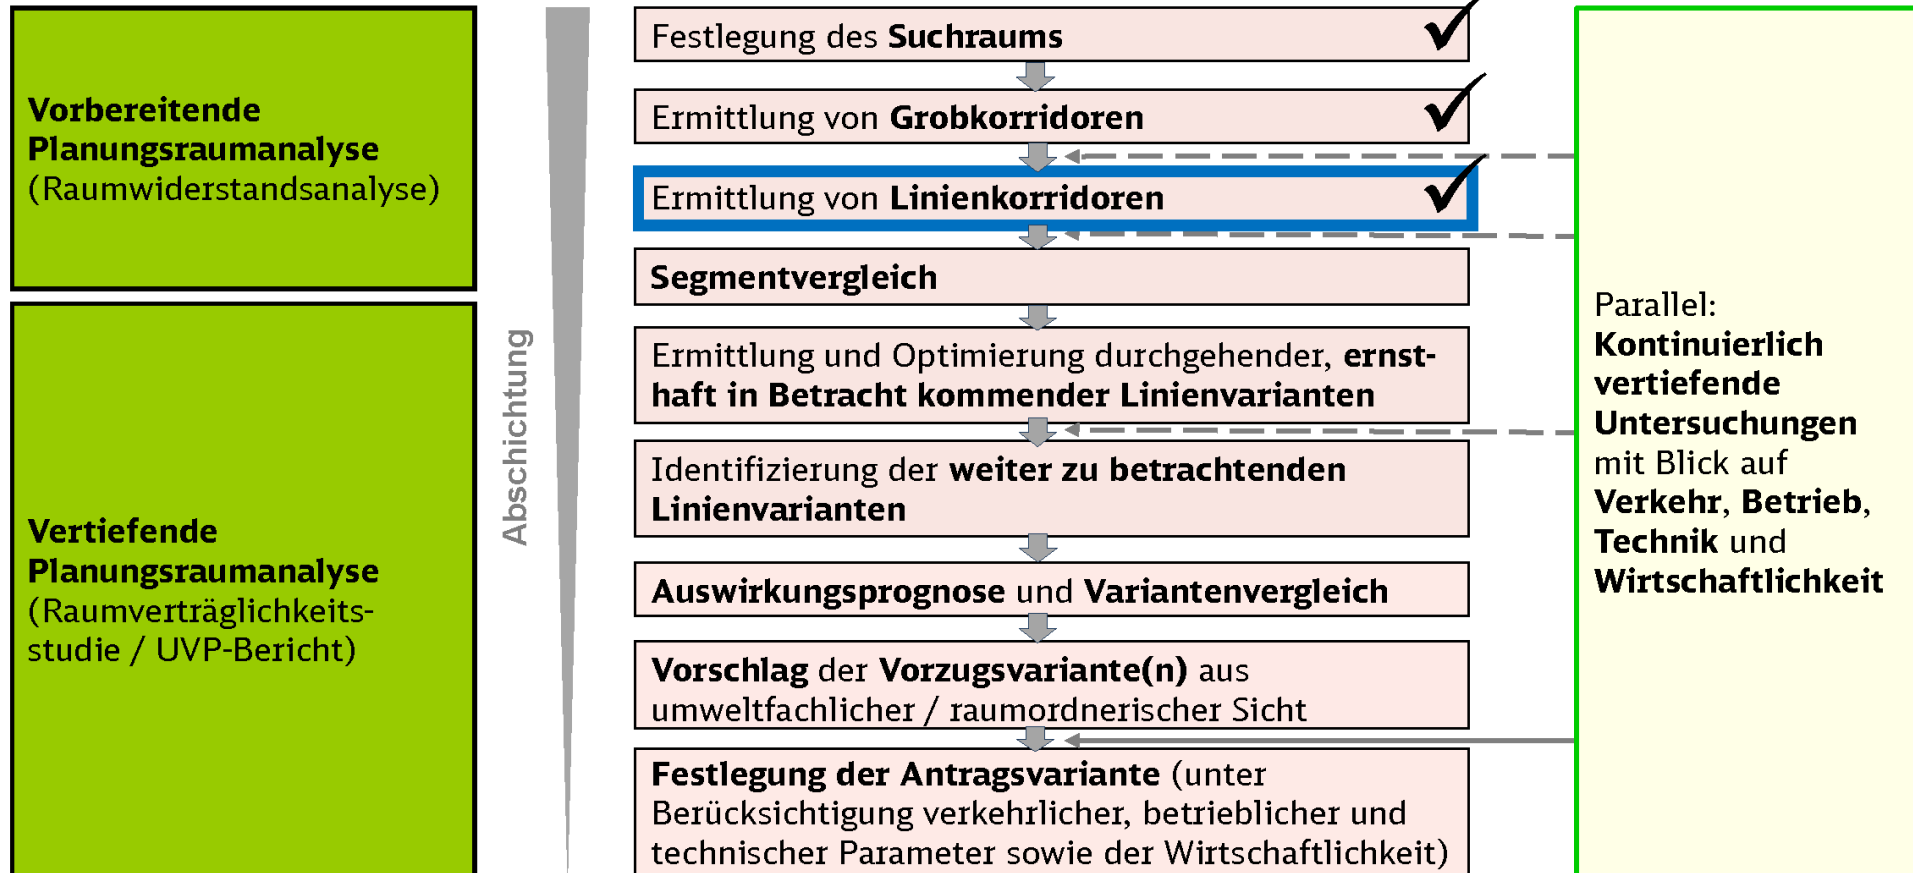 Vorbereitende
Planungsraumanalyse
(Raumwiderstandsanalyse)
Vertiefende
Planungsraumanalyse
(Raumverträglichkeits-
studie / UVP-Bericht)
Abschichtung
Festlegung des Suchraums
Ermittlung von Grobkorridoren
Ermittlung von Linienkorridoren
Segmentvergleich
Ermittlung und Optimierung durchgehender, ernst-
haft in Betracht kommender Linienvarianten
Identifizierung der weiter zu betrachtenden
Linienvarianten
Auswirkungsprognose und Variantenvergleich
Vorschlag der Vorzugsvariante(n) aus
umweltfachlicher / raumordnerischer Sicht
Festlegung der Antragsvariante (unter
Berücksichtigung verkehrlicher, betrieblicher und
technischer Parameter sowie der Wirtschaftlichkeit)
Parallel:
Kontinuierlich
vertiefende
Untersuchungen
mit Blick auf
Verkehr, Betrieb,
Technik und
Wirtschaftlichkeit